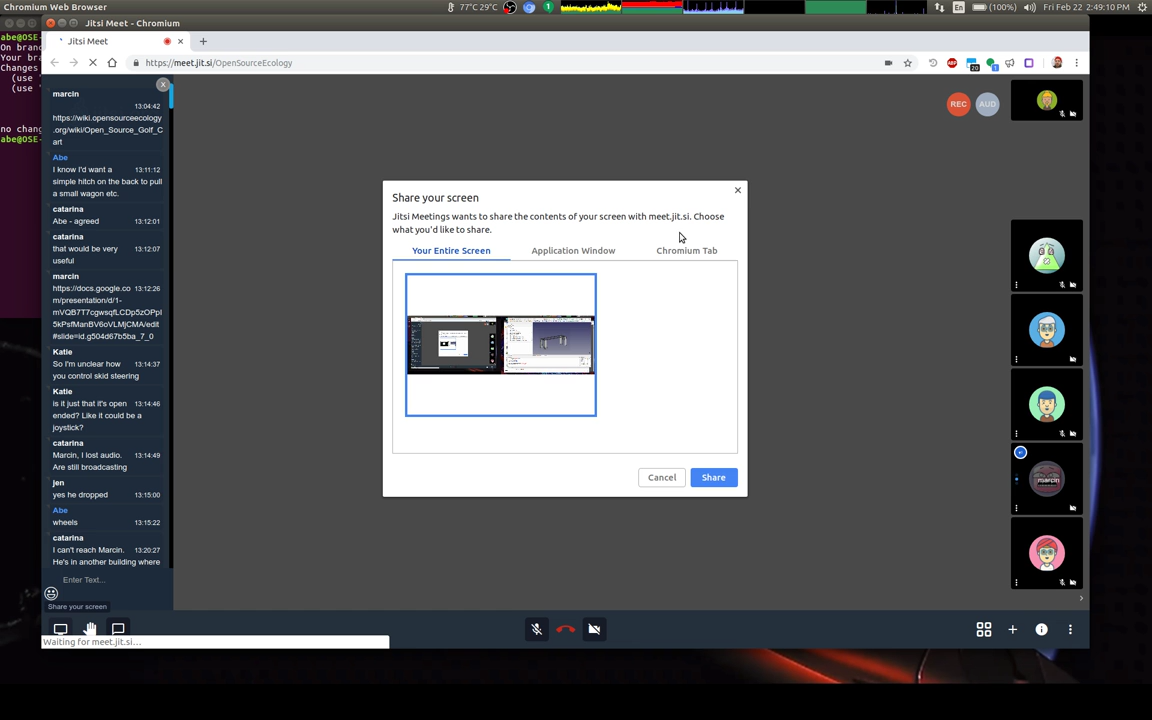 Chromium Web Browser
77°C 29°C
En
(100%)
Fri Feb 22 2:49:10 PM
Jitsi Meet - Chromium
Jitsi Meet
https://meet.jit.si/OpenSourceEcology
ABP
20
1
abe@OSE-
On bran
Your bra
Changes
(use '
(use '
no chang
abe@OSE-
marcin
13:04:42
https://wiki.opensourceecology
.org/wiki/Open_Source_Golf_C
art
Abe
I know I'd want a 13:11:12
simple hitch on the back to pull
a small wagon etc.
catarina
Abe - agreed 13:12:01
catarina
that would be very 13:12:07
useful
marcin
https://docs.google.co 13:12:26
m/presentation/d/1-
mVQB7T7cgwsqfLCDp5zOPpI
5kPsfManBV6oVLMjCMA/edit
#slide=id.g504d67b5ba_7_0
Katie
So I'm unclear how 13:14:37
you control skid steering
Katie
is it just that it's open 13:14:46
ended? Like it could be a
joystick?
catarina
Marcin, I lost audio. 13:14:49
Are still broadcasting
jen
yes he dropped 13:15:00
Abe
wheels 13:15:22
catarina
I can't reach Marcin. 13:20:27
He's in another building where
Enter Text...
Share your screen
Waiting for meet.jit.si...
REC
AUD
Share your screen
Jitsi Meetings wants to share the contents of your screen with meet.jit.si. Choose
what you'd like to share.
Your Entire Screen
Application Window
Chromium Tab
Cancel
Share
marcin